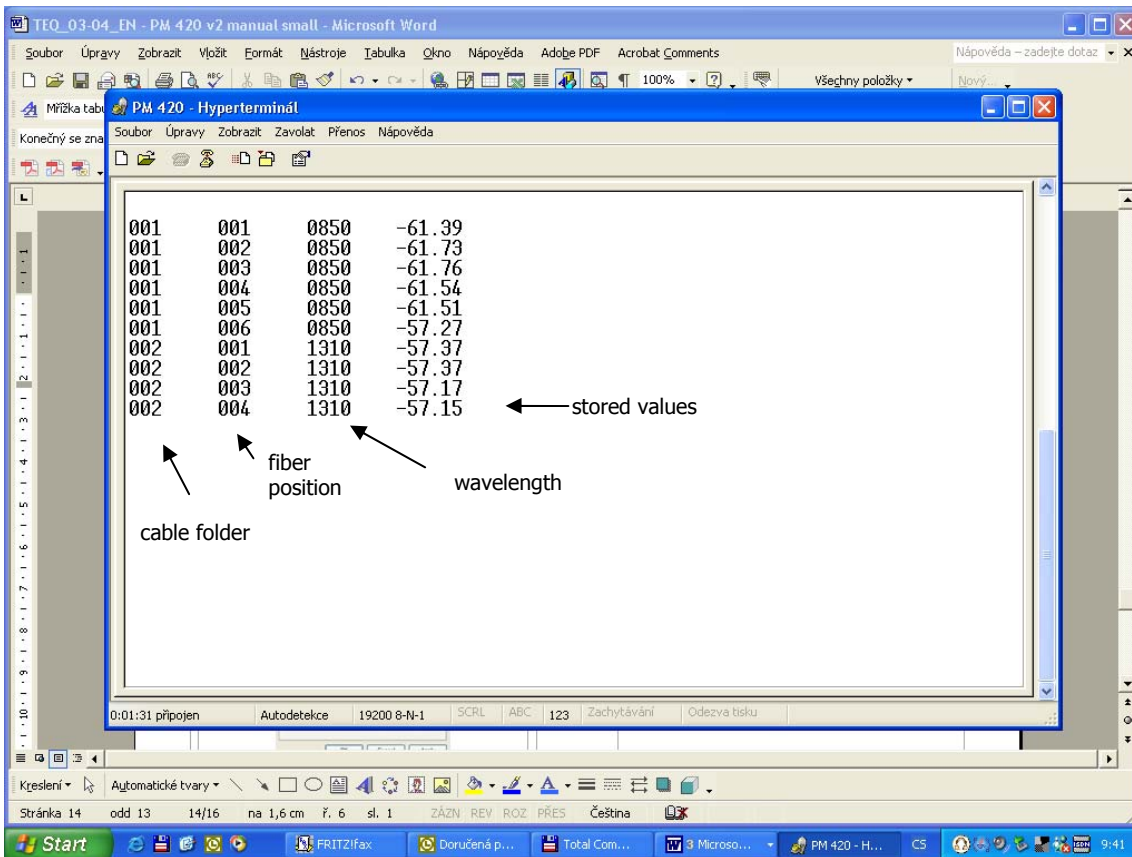 TEQ_03-04_EN - PM 420 v2 manual small - Microsoft Word
Soubor Úpravy Zobrazit Vložit Formát Nástroje Tabulka Okno Nápověda Adobe PDF Acrobat Comments Nápověda – zadejte dotaz
100% Všechny položky Nový...
Mřížka tabu
Konečný se zna
PM 420 - Hyperterminál
Soubor Úpravy Zobrazit Zavolat Přenos Nápověda
001 001 0850 -61.39
001 002 0850 -61.73
001 003 0850 -61.76
001 004 0850 -61.54
001 005 0850 -61.51
001 006 0850 -57.27
002 001 1310 -57.37
002 002 1310 -57.37
002 003 1310 -57.17
002 004 1310 -57.15
stored values
fiber
position
wavelength
cable folder
0:01:31 připojen Autodetekce 19200 8-N-1 SCRL ABC 123 Zachytávání Odezva tisku
Kreslení Automatické tvary
Stránka 14 odd 13 14/16 na 1,6 cm ř. 6 sl. 1 ZÁZN REV ROZ PŘES Čeština
Start FRITZ!fax Doručená p... Total Com... 3 Microso... PM 420 - H... CS 9:41